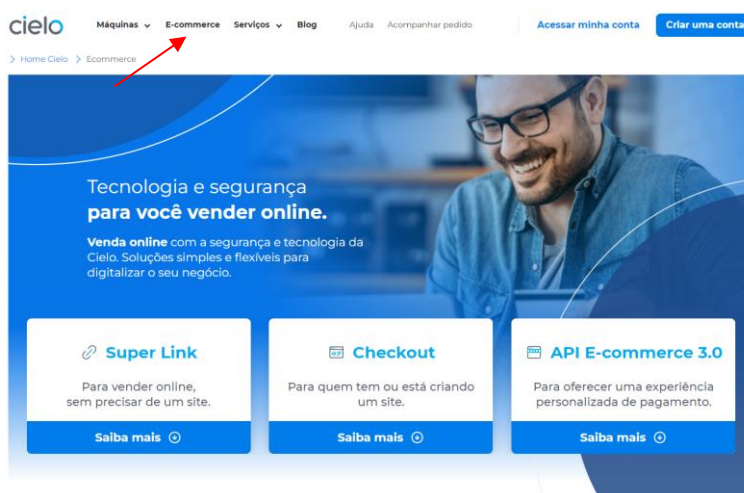 cielo Máquinas E-commerce Serviços Blog Ajuda Acompanhar pedido Acessar minha conta Criar uma conta
Home Cielo Ecommerce
Tecnologia e segurança
para você vender online.
Venda online com a segurança e tecnologia da
Cielo. Soluções simples e flexíveis para
digitalizar o seu negócio.
Super Link
Para vender online,
sem precisar de um site.
Saiba mais
Checkout
Para quem tem ou está criando
um site.
Saiba mais
API E-commerce 3.0
Para oferecer uma experiência
personalizada de pagamento.
Saiba mais